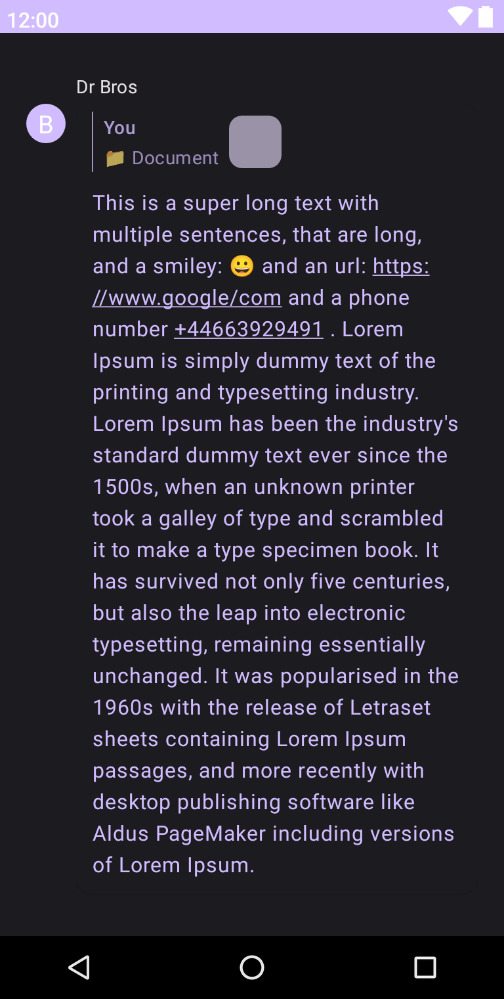 12:00
Dr Bros
B
You
📁 Document
This is a super long text with
multiple sentences, that are long,
and a smiley: 😀 and an url: https:
//www.google/com and a phone
number +44663929491 . Lorem
Ipsum is simply dummy text of the
printing and typesetting industry.
Lorem Ipsum has been the industry's
standard dummy text ever since the
1500s, when an unknown printer
took a galley of type and scrambled
it to make a type specimen book. It
has survived not only five centuries,
but also the leap into electronic
typesetting, remaining essentially
unchanged. It was popularised in the
1960s with the release of Letraset
sheets containing Lorem Ipsum
passages, and more recently with
desktop publishing software like
Aldus PageMaker including versions
of Lorem Ipsum.